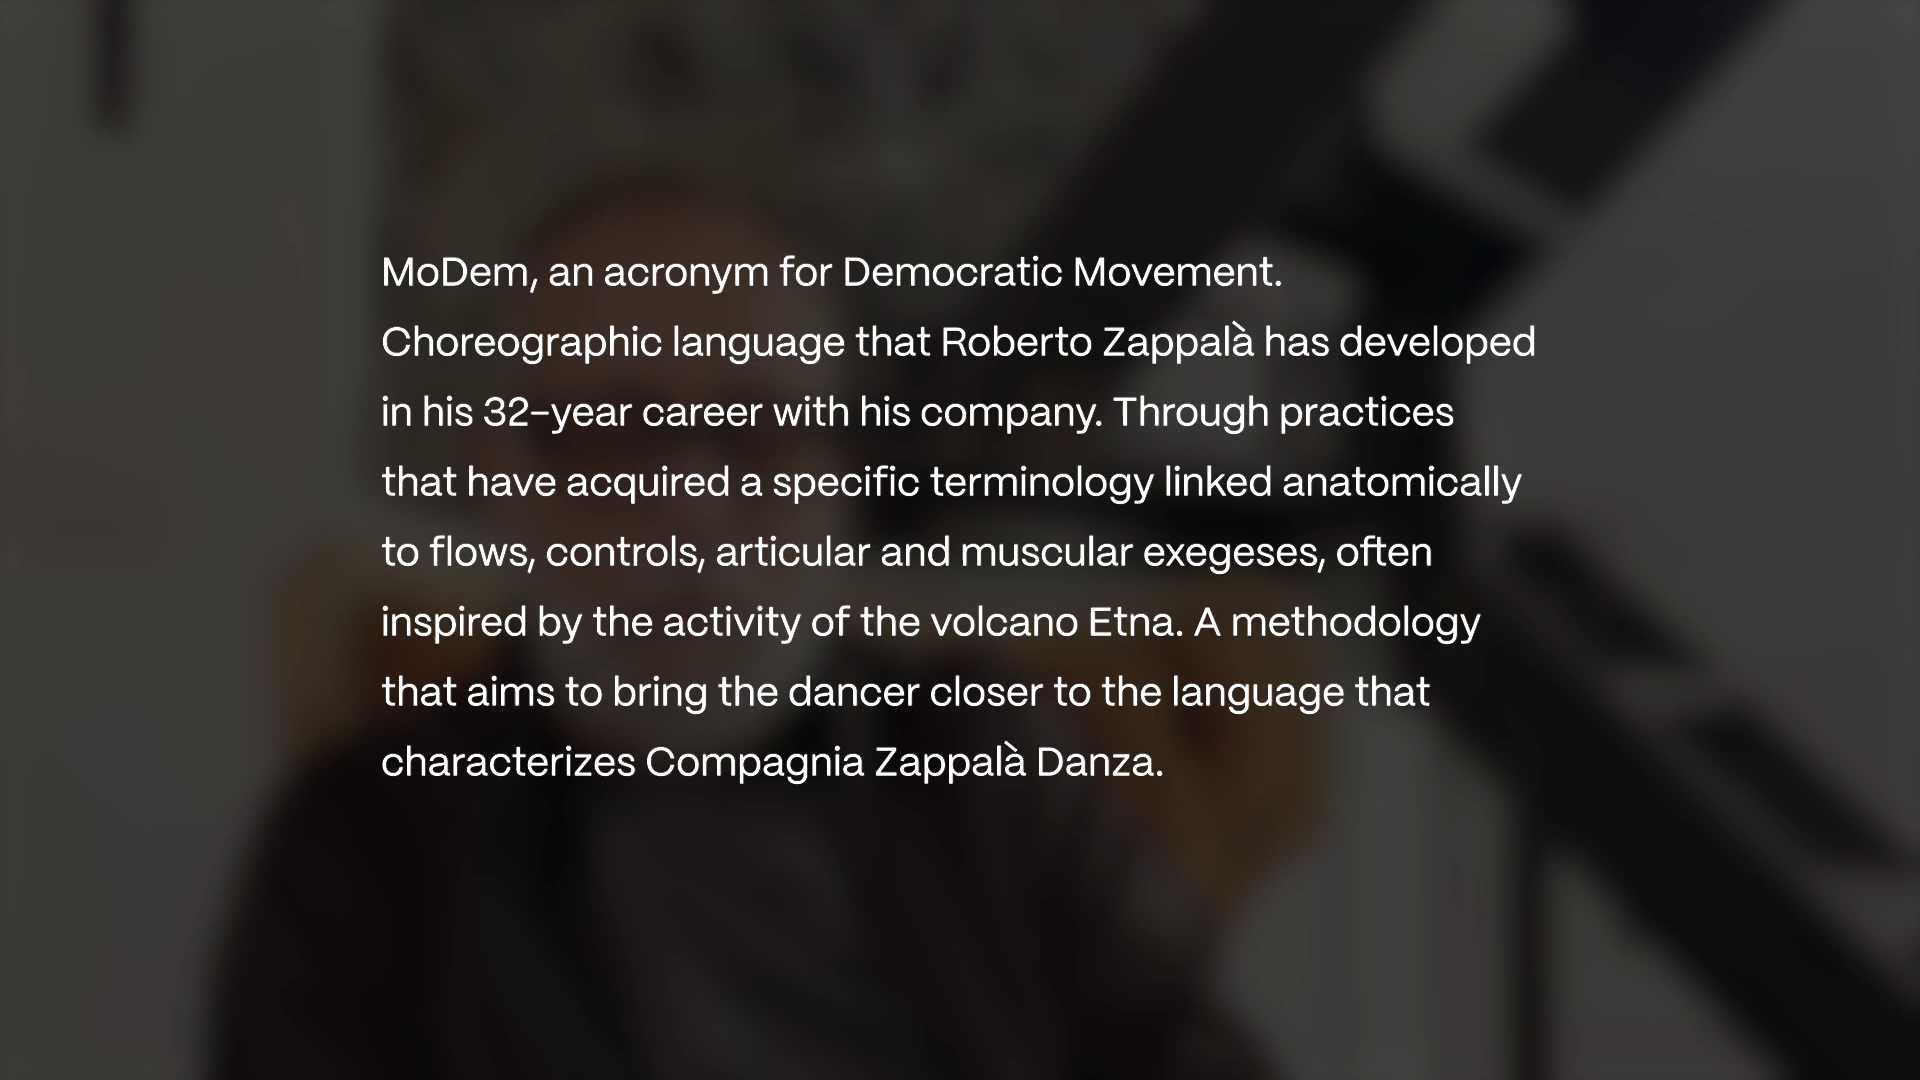 MoDem, an acronym for Democratic Movement.
Choreographic language that Roberto Zappalà has developed
in his 32–year career with his company. Through practices
that have acquired a specific terminology linked anatomically
to flows, controls, articular and muscular exegeses, often
inspired by the activity of the volcano Etna. A methodology
that aims to bring the dancer closer to the language that
characterizes Compagnia Zappalà Danza.